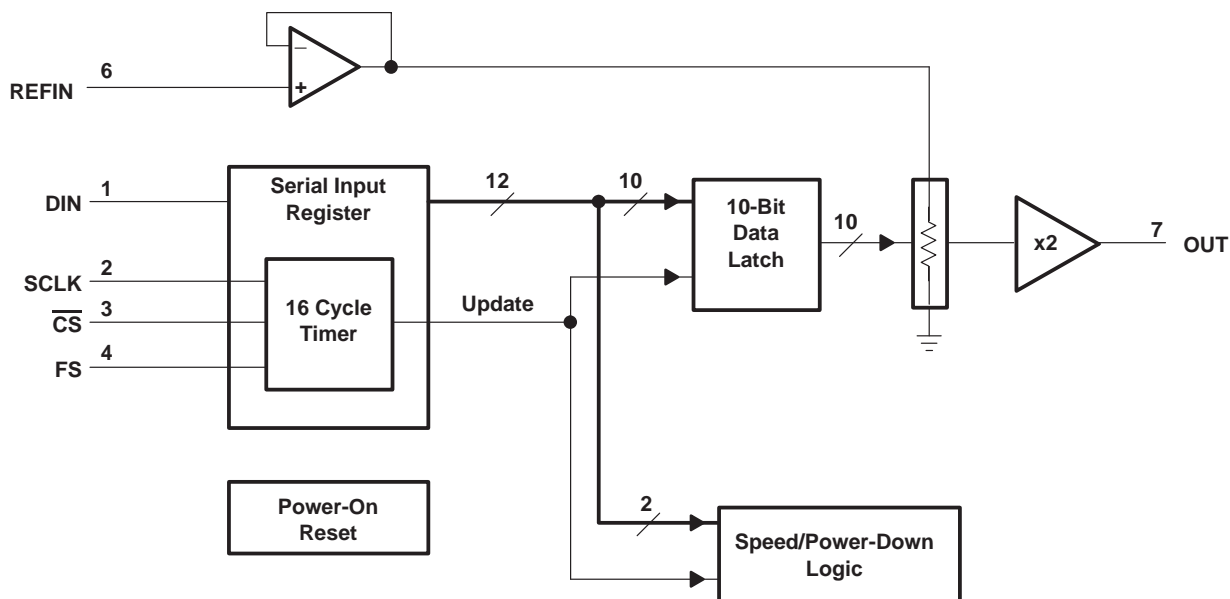 6
REFIN
−
+
1
DIN
Serial Input
Register
12
10
10-Bit
Data
Latch
10
x2
7
OUT
2
SCLK
3
CS
4
FS
16 Cycle
Timer
Update
Power-On
Reset
2
Speed/Power-Down
Logic